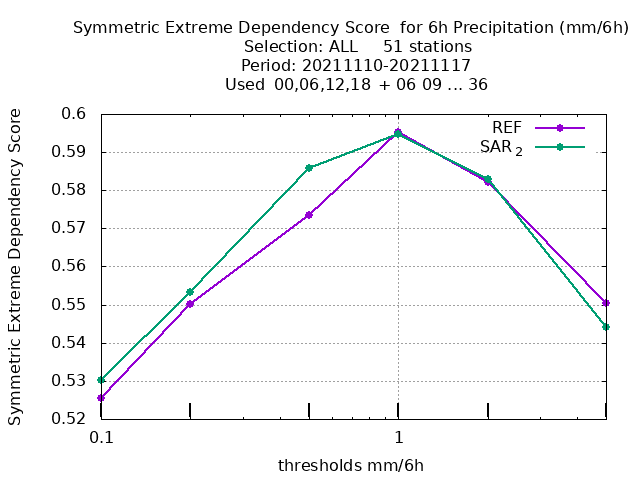 Symmetric Extreme Dependency Score  for 6h Precipitation (mm/6h)
Selection: ALL     51 stations
Period: 20211110-20211117
Used  00,06,12,18  + 06 09 ... 36
Symmetric Extreme Dependency Score
0.6
0.59
0.58
0.57
0.56
0.55
0.54
0.53
0.52
REF
SAR 2
0.1
1
thresholds mm/6h